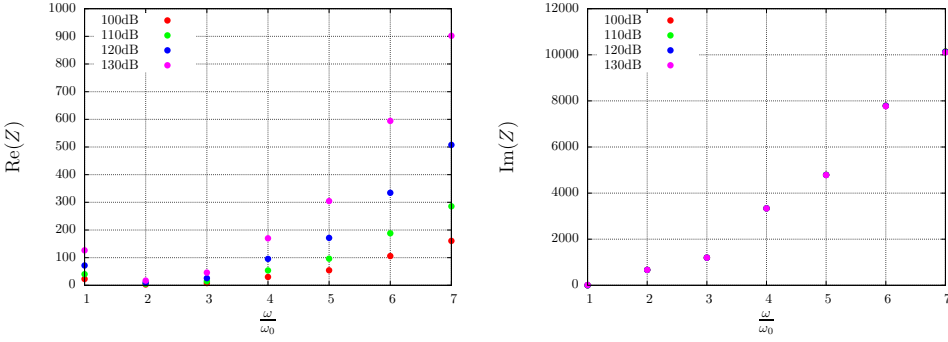 1000
900
800
700
600
500
400
300
200
100
0
Re(Z)
100dB
110dB
120dB
130dB
1 2 3 4 5 6 7
ω/ω₀
12000
10000
8000
6000
4000
2000
0
Im(Z)
100dB
110dB
120dB
130dB
1 2 3 4 5 6 7
ω/ω₀